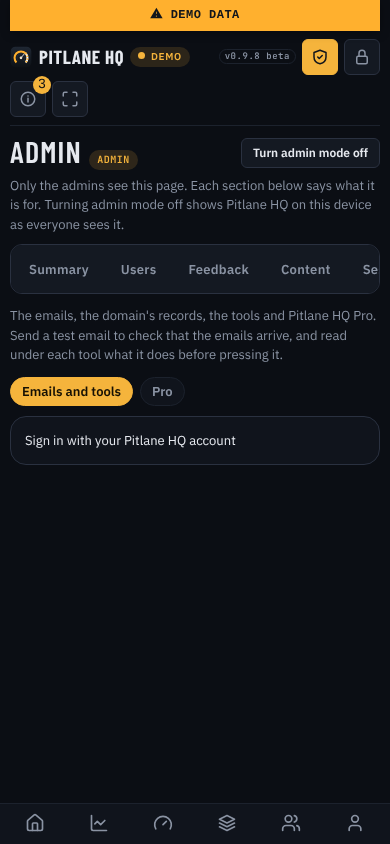 DEMO DATA
PITLANE HQ
DEMO
v0.9.8 beta
3
ADMIN
ADMIN
Turn admin mode off
Only the admins see this page. Each section below says what it
is for. Turning admin mode off shows Pitlane HQ on this device
as everyone sees it.
Summary Users Feedback Content Se
The emails, the domain's records, the tools and Pitlane HQ Pro.
Send a test email to check that the emails arrive, and read
under each tool what it does before pressing it.
Emails and tools Pro
Sign in with your Pitlane HQ account